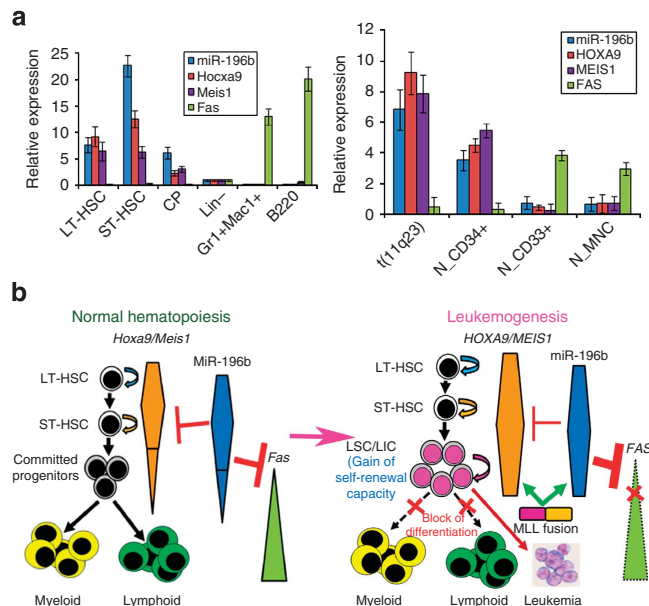 a
Relative expression
25
20
15
10
5
0
miR-196b
Hocxa9
Meis1
Fas
LT-HSC
ST-HSC
CP
Lin–
Gr1+Mac1+
B220
Relative expression
12
10
8
6
4
2
0
miR-196b
HOXA9
MEIS1
FAS
t(11q23)
N_CD34+
N_CD33+
N_MNC
b
Normal hematopoiesis
Hoxa9/Meis1
MiR-196b
LT-HSC
ST-HSC
Committed
progenitors
Fas
Myeloid
Lymphoid
Leukemogenesis
HOXA9/MEIS1
miR-196b
LT-HSC
ST-HSC
LSC/LIC
(Gain of
self-renewal
capacity
FAS
Block of
differentiation
MLL fusion
Myeloid
Lymphoid
Leukemia